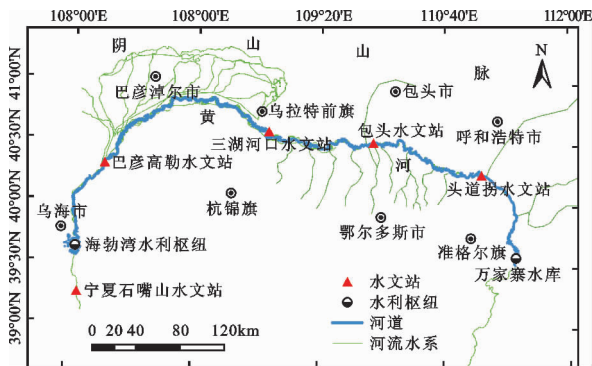 108°00′E 108°00′E 109°20′E 110°40′E 112°00′E
阴 山 山 脉
N
41°00′N
40°30′N
40°00′N
39°30′N
39°00′N
巴彦淖尔市
乌拉特前旗
包头市
黄
三湖河口水文站
包头水文站
呼和浩特市
河
巴彦高勒水文站
头道拐水文站
乌海市
杭锦旗
鄂尔多斯市
海勃湾水利枢纽
准格尔旗
万家寨水库
宁夏石嘴山水文站
水文站
水利枢纽
河道
河流水系
0 20 40 80 120km